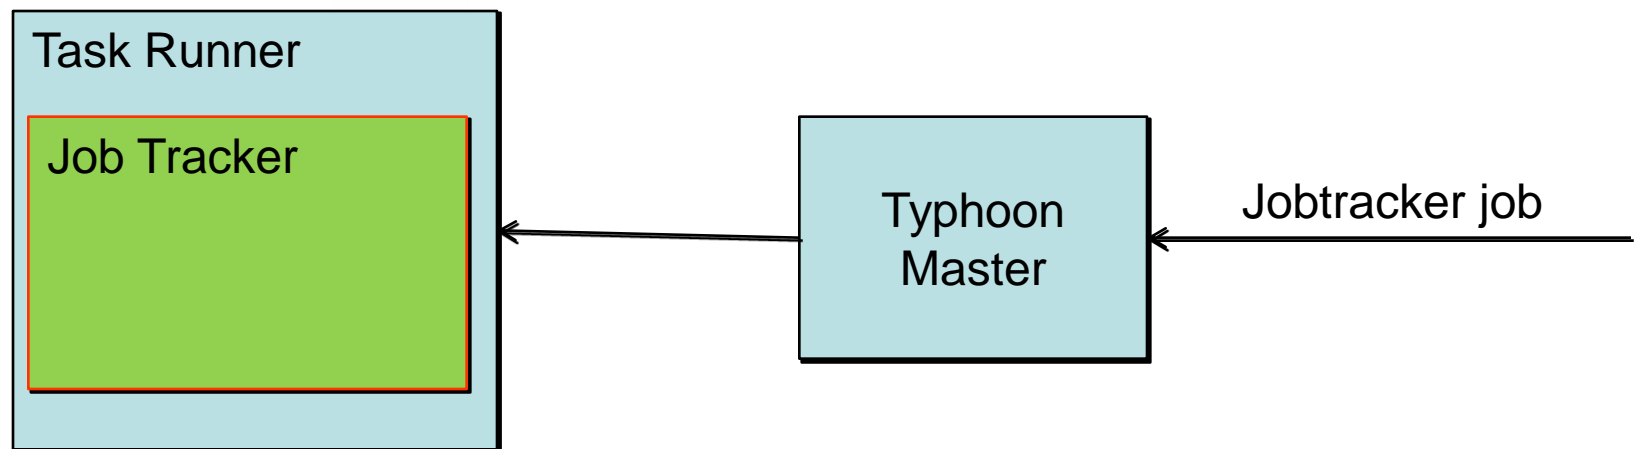 Task Runner
Job Tracker
Typhoon
Master
Jobtracker job